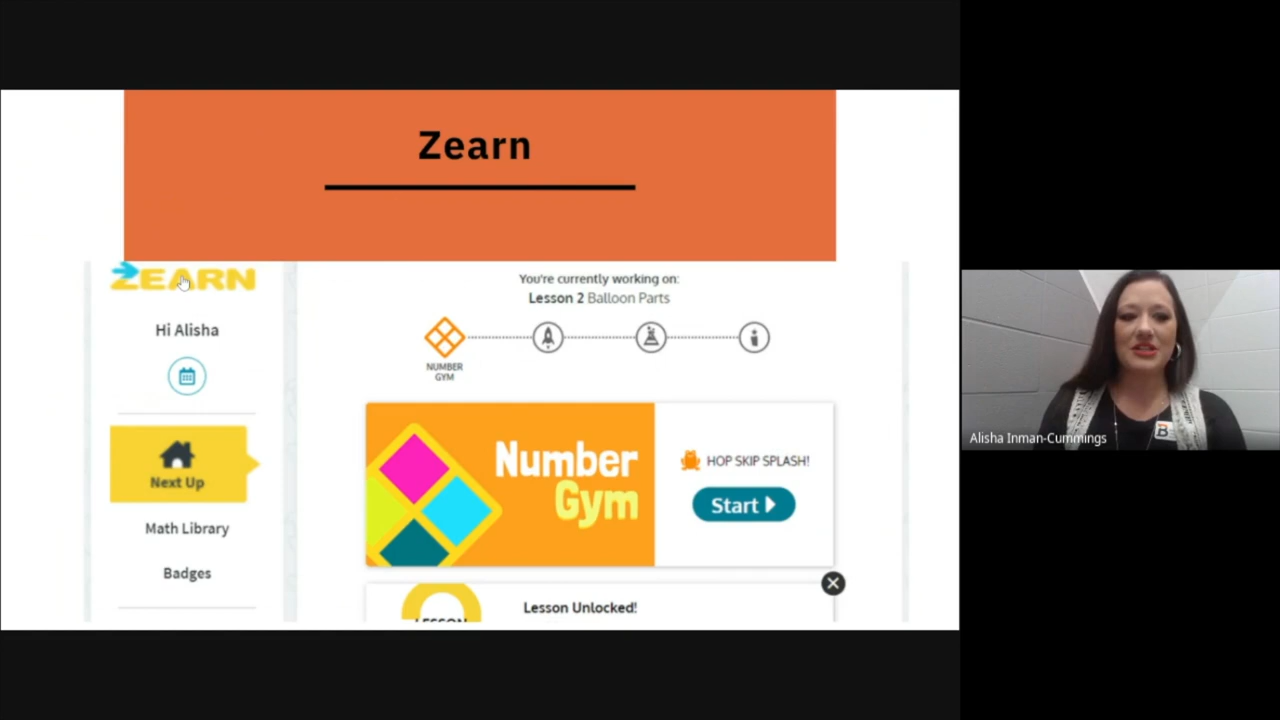 Zearn
ZEARN
Hi Alisha
Next Up
Math Library
Badges
You're currently working on:
Lesson 2 Balloon Parts
NUMBER
GYM
Number
Gym
HOP SKIP SPLASH!
Start
LESSON
Lesson Unlocked!
B
Alisha Inman-Cummings